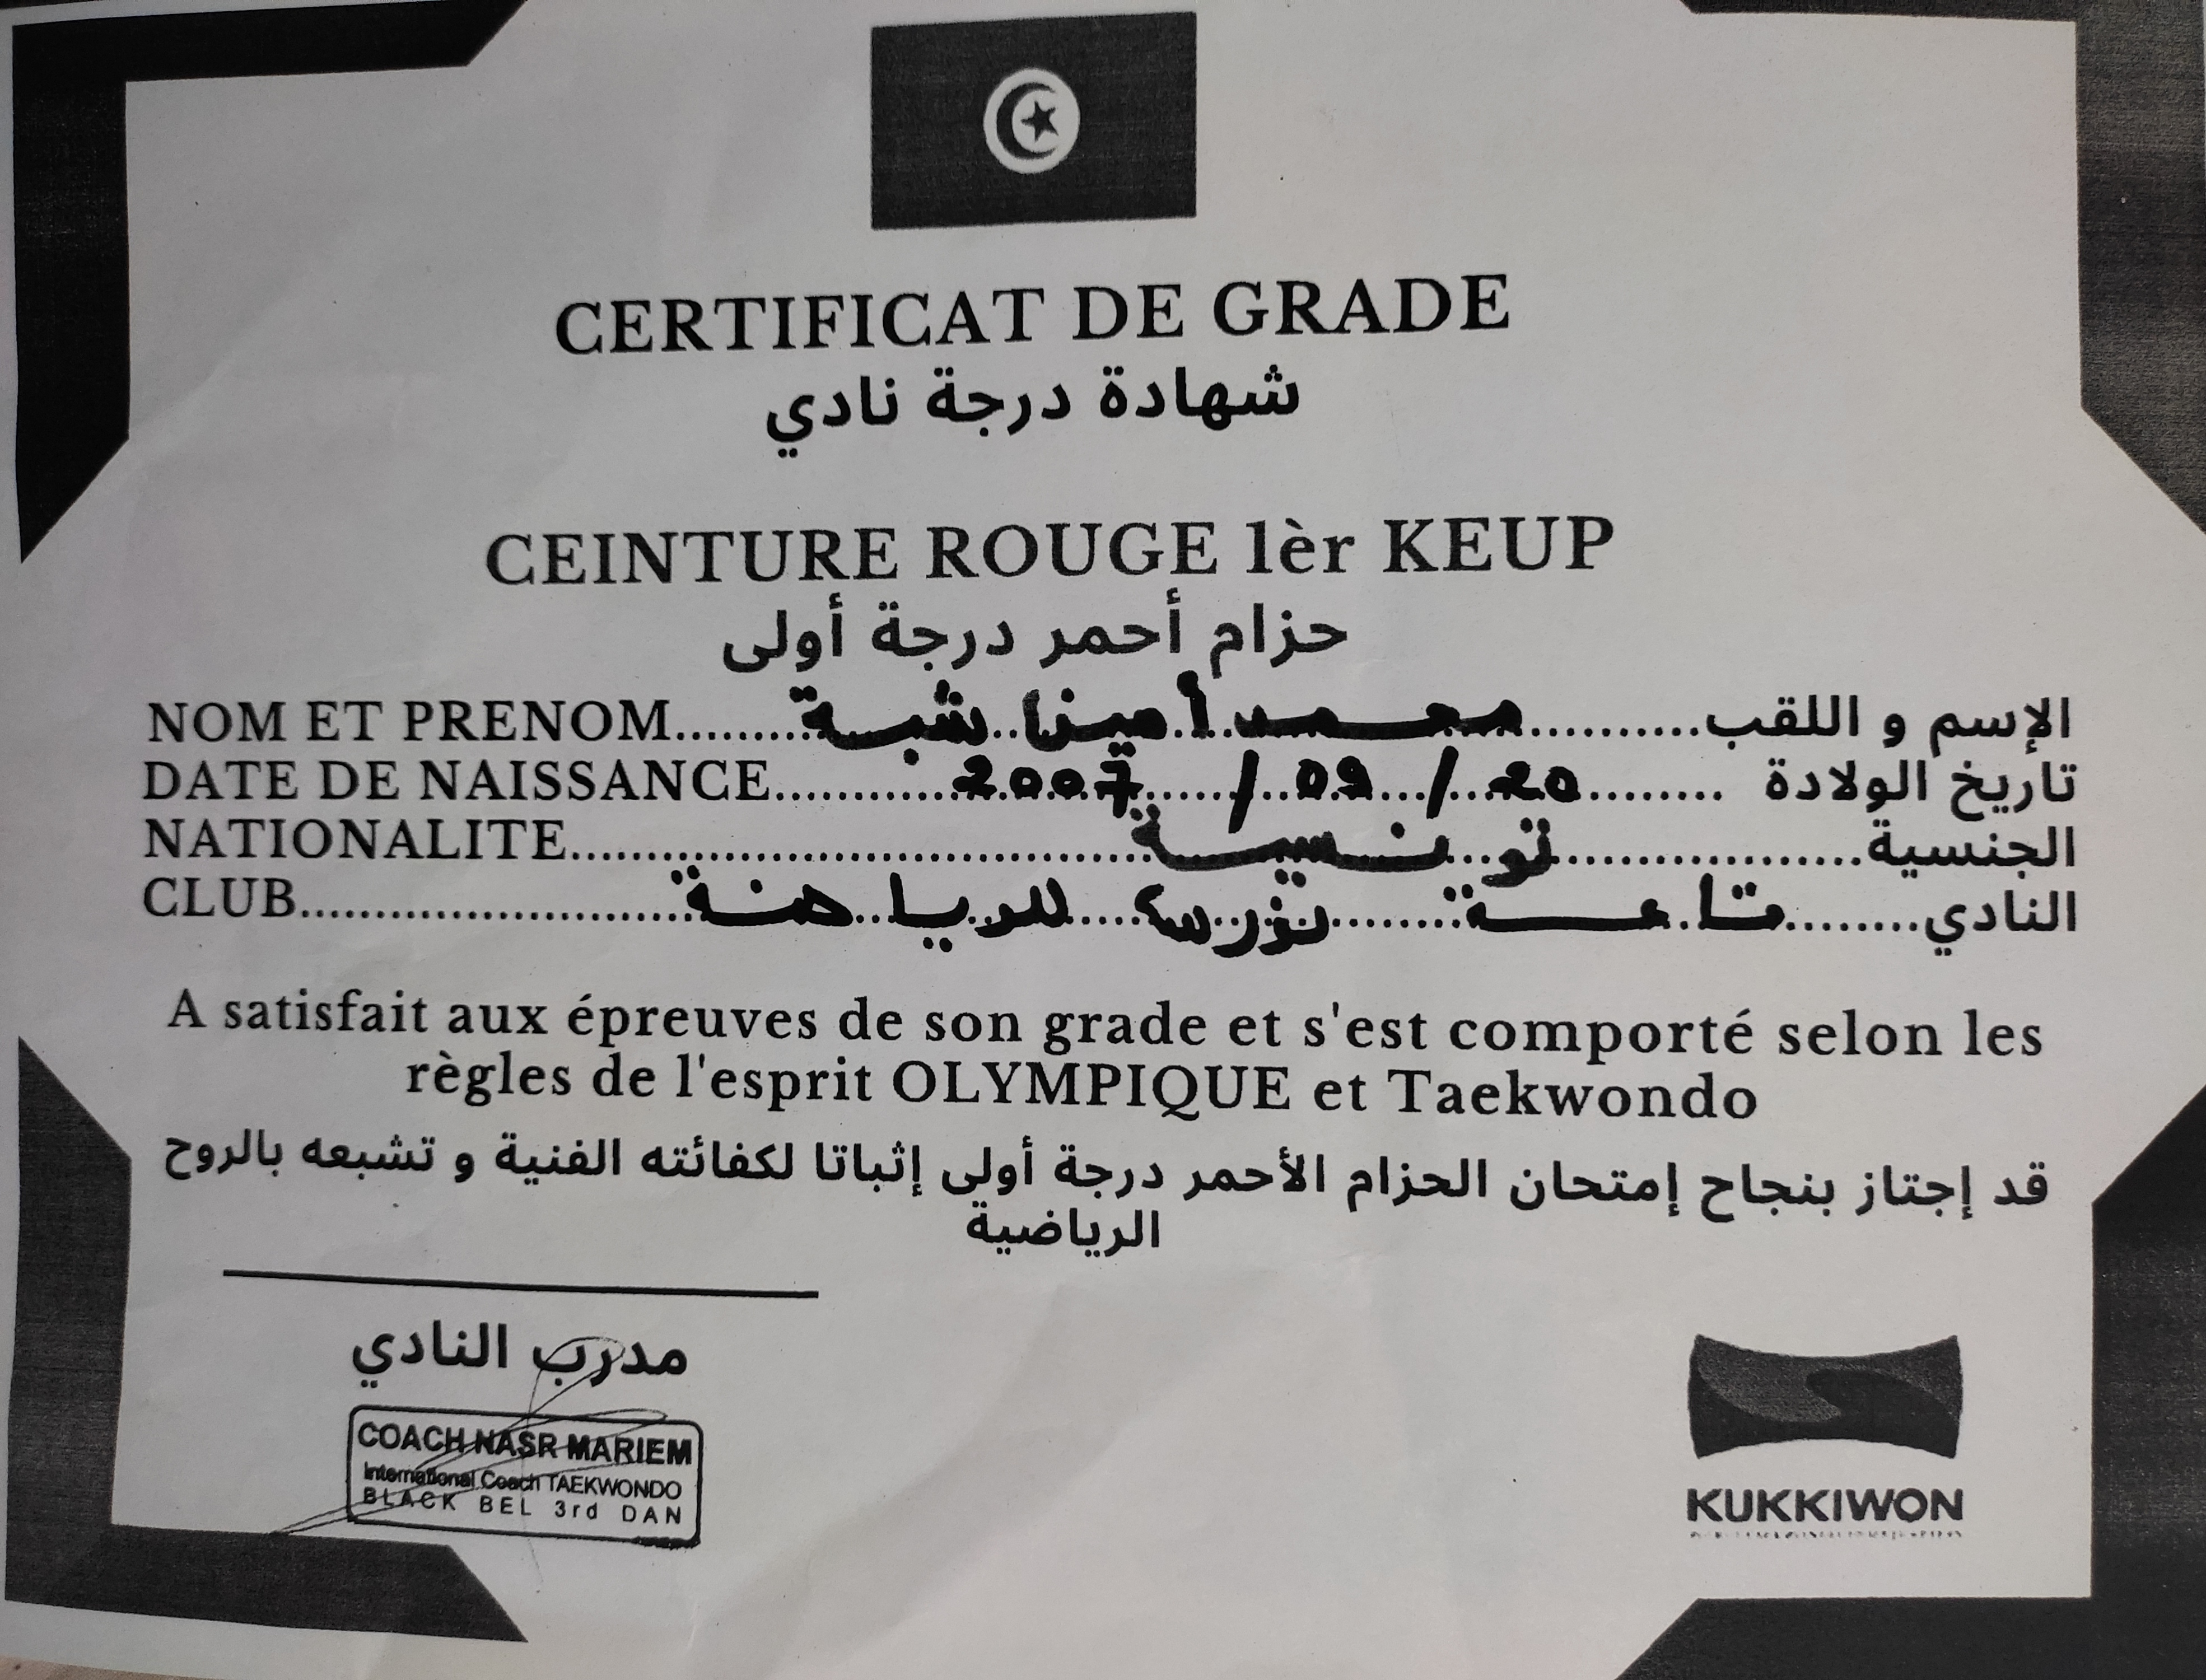 CERTIFICAT DE GRADE
شهادة درجة نادي
CEINTURE ROUGE 1èr KEUP
حزام أحمر درجة أولى
NOM ET PRENOM.......... محمد أمين شبة ..........الإسم و اللقب
DATE DE NAISSANCE.......... 20 / 09 / 2007 .......... تاريخ الولادة
NATIONALITE.......... تونسية ..........الجنسية
CLUB.......... قاعة نورس للرياضة ..........النادي
A satisfait aux épreuves de son grade et s'est comporté selon les
règles de l'esprit OLYMPIQUE et Taekwondo
قد إجتاز بنجاح إمتحان الحزام الأحمر درجة أولى إثباتا لكفائته الفنية و تشبعه بالروح
الرياضية
مدرب النادي
COACH NASR MARIEM
International Coach TAEKWONDO
BLACK BEL 3rd DAN
KUKKIWON